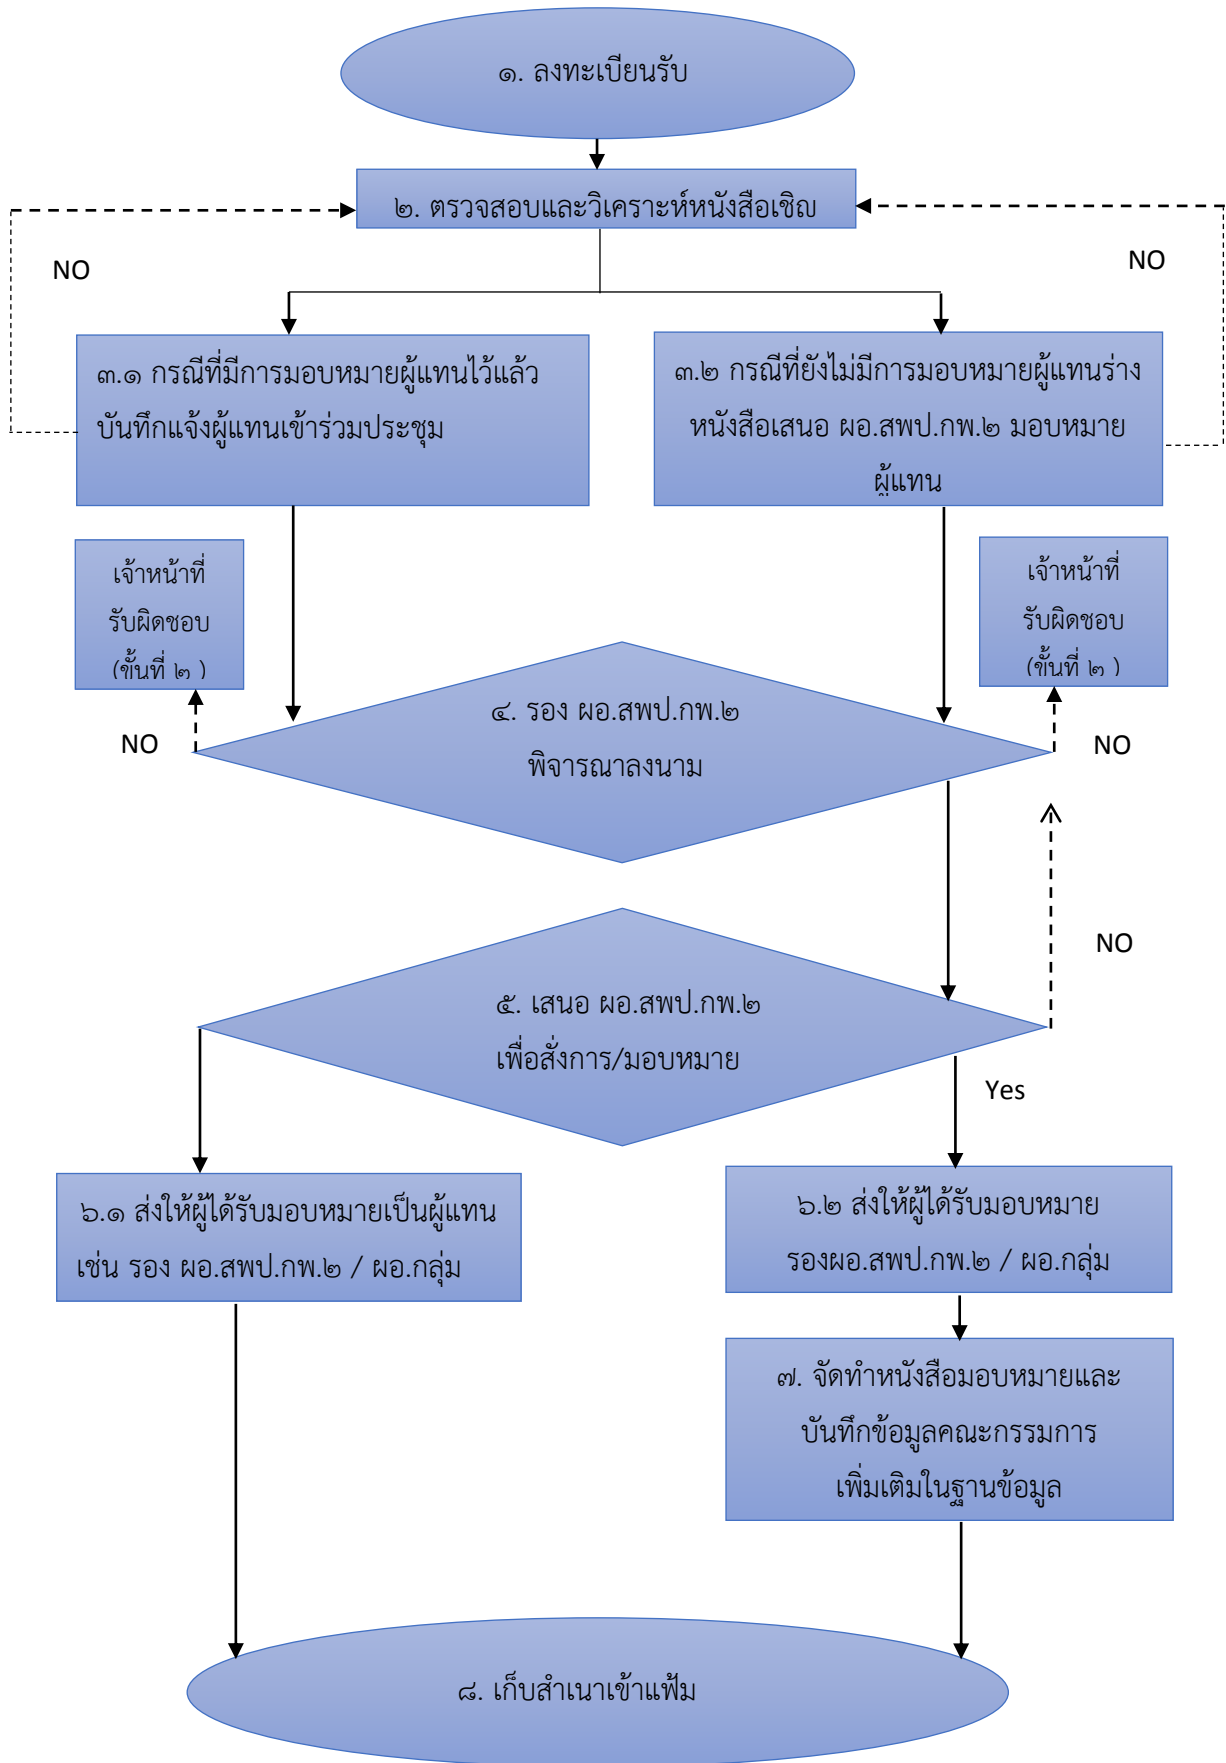 ๑. ลงทะเบียนรับ
๒. ตรวจสอบและวิเคราะห์หนังสือเชิญ
NO
NO
๓.๑ กรณีที่มีการมอบหมายผู้แทนไว้แล้ว
บันทึกแจ้งผู้แทนเข้าร่วมประชุม
๓.๒ กรณีที่ยังไม่มีการมอบหมายผู้แทนร่าง
หนังสือเสนอ ผอ.สพป.กพ.๒ มอบหมาย
ผู้แทน
เจ้าหน้าที่
รับผิดชอบ
(ขั้นที่ ๒ )
เจ้าหน้าที่
รับผิดชอบ
(ขั้นที่ ๒ )
๔. รอง ผอ.สพป.กพ.๒
พิจารณาลงนาม
NO
NO
NO
๕. เสนอ ผอ.สพป.กพ.๒
เพื่อสั่งการ/มอบหมาย
Yes
๖.๑ ส่งให้ผู้ได้รับมอบหมายเป็นผู้แทน
เช่น รอง ผอ.สพป.กพ.๒ / ผอ.กลุ่ม
๖.๒ ส่งให้ผู้ได้รับมอบหมาย
รองผอ.สพป.กพ.๒ / ผอ.กลุ่ม
๗. จัดทำหนังสือมอบหมายและ
บันทึกข้อมูลคณะกรรมการ
เพิ่มเติมในฐานข้อมูล
๘. เก็บสำเนาเข้าแฟ้ม